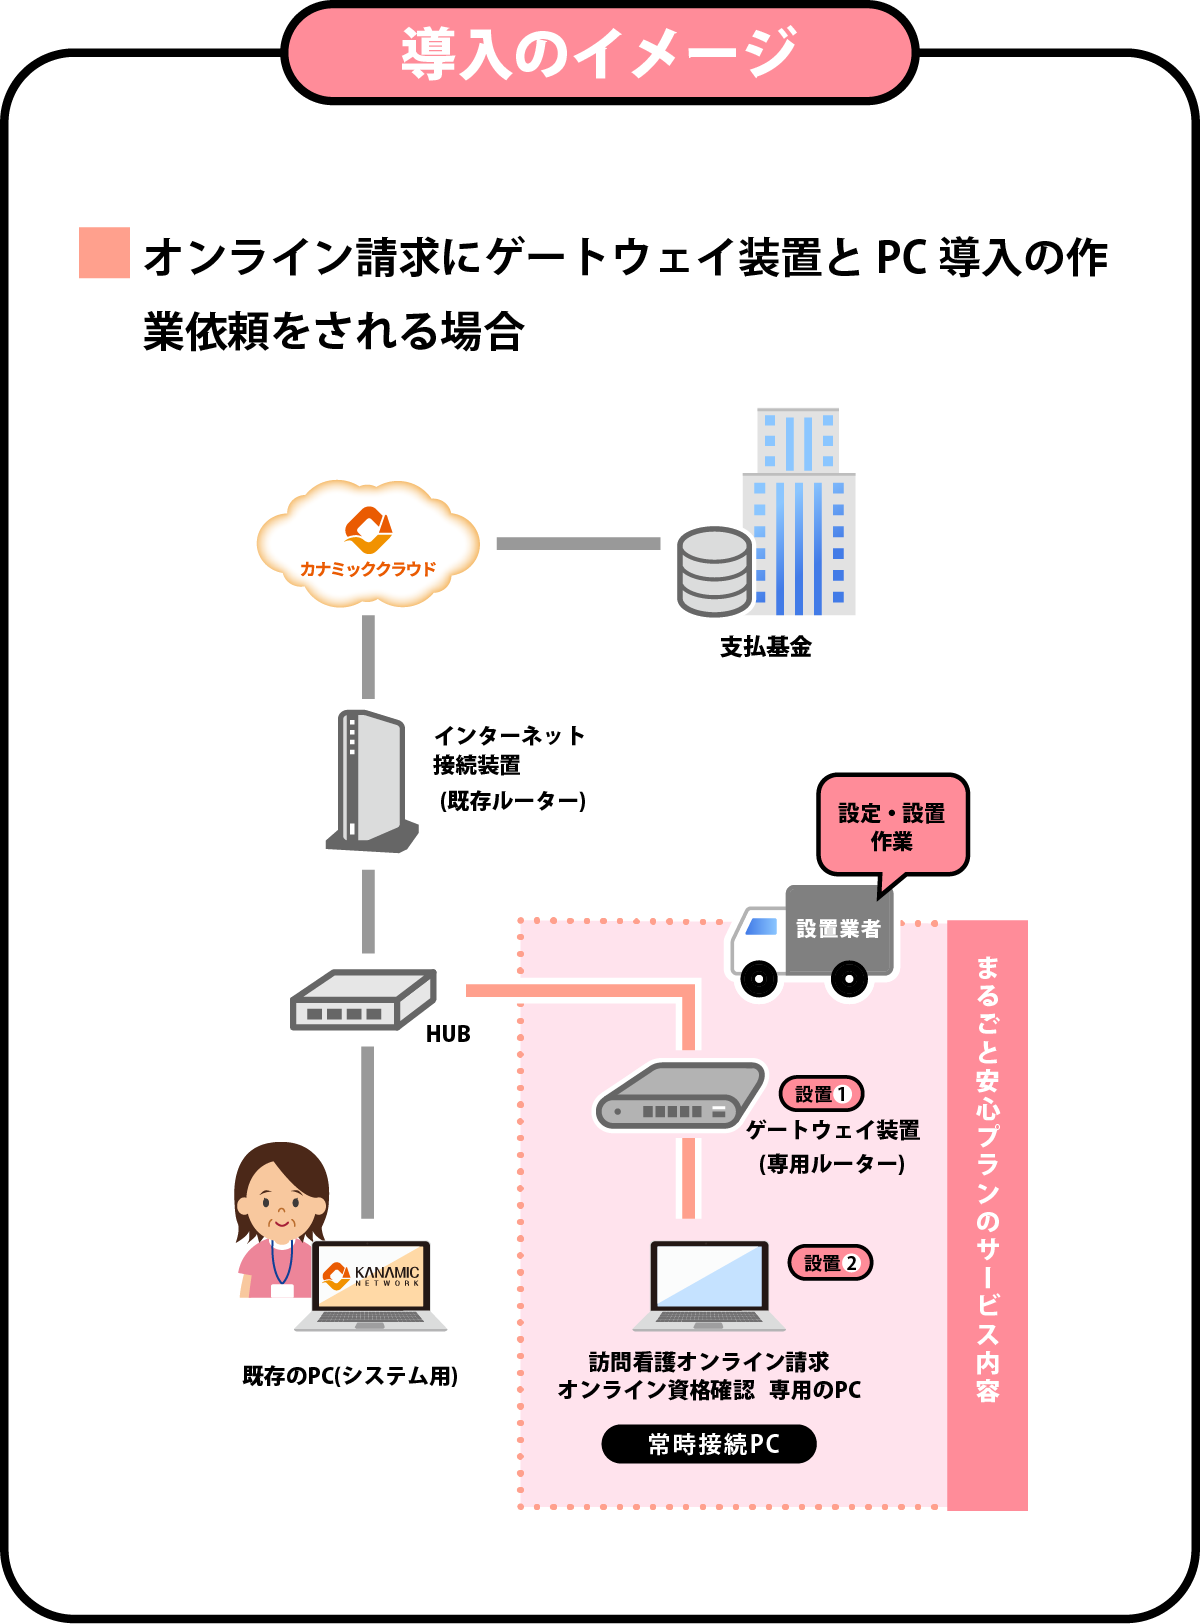 導入のイメージ
オンライン請求にゲートウェイ装置と PC 導入の作
業依頼をされる場合
カナミッククラウド
支払基金
インターネット
接続装置
(既存ルーター)
設定・設置
作業
設置業者
HUB
設置1
ゲートウェイ装置
(専用ルーター)
まるごと安心プランのサービス内容
KANAMIC
NETWORK
設置2
既存のPC(システム用)
訪問看護オンライン請求
オンライン資格確認 専用のPC
常時接続PC